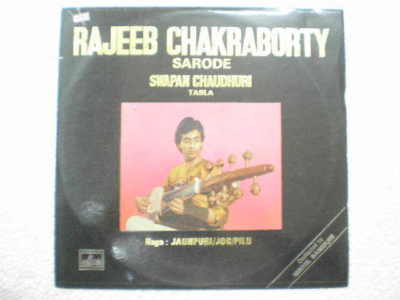 RAJEEB CHAKRABORTY
SARODE
SWAPAN CHAUDHURI
TABLA
Raga : JAUNPURI/JOG/PILU